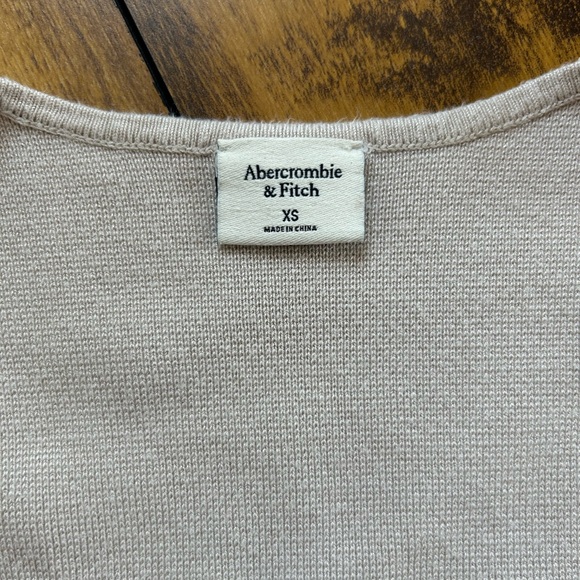 Abercrombie
& Fitch
XS
MADE IN CHINA